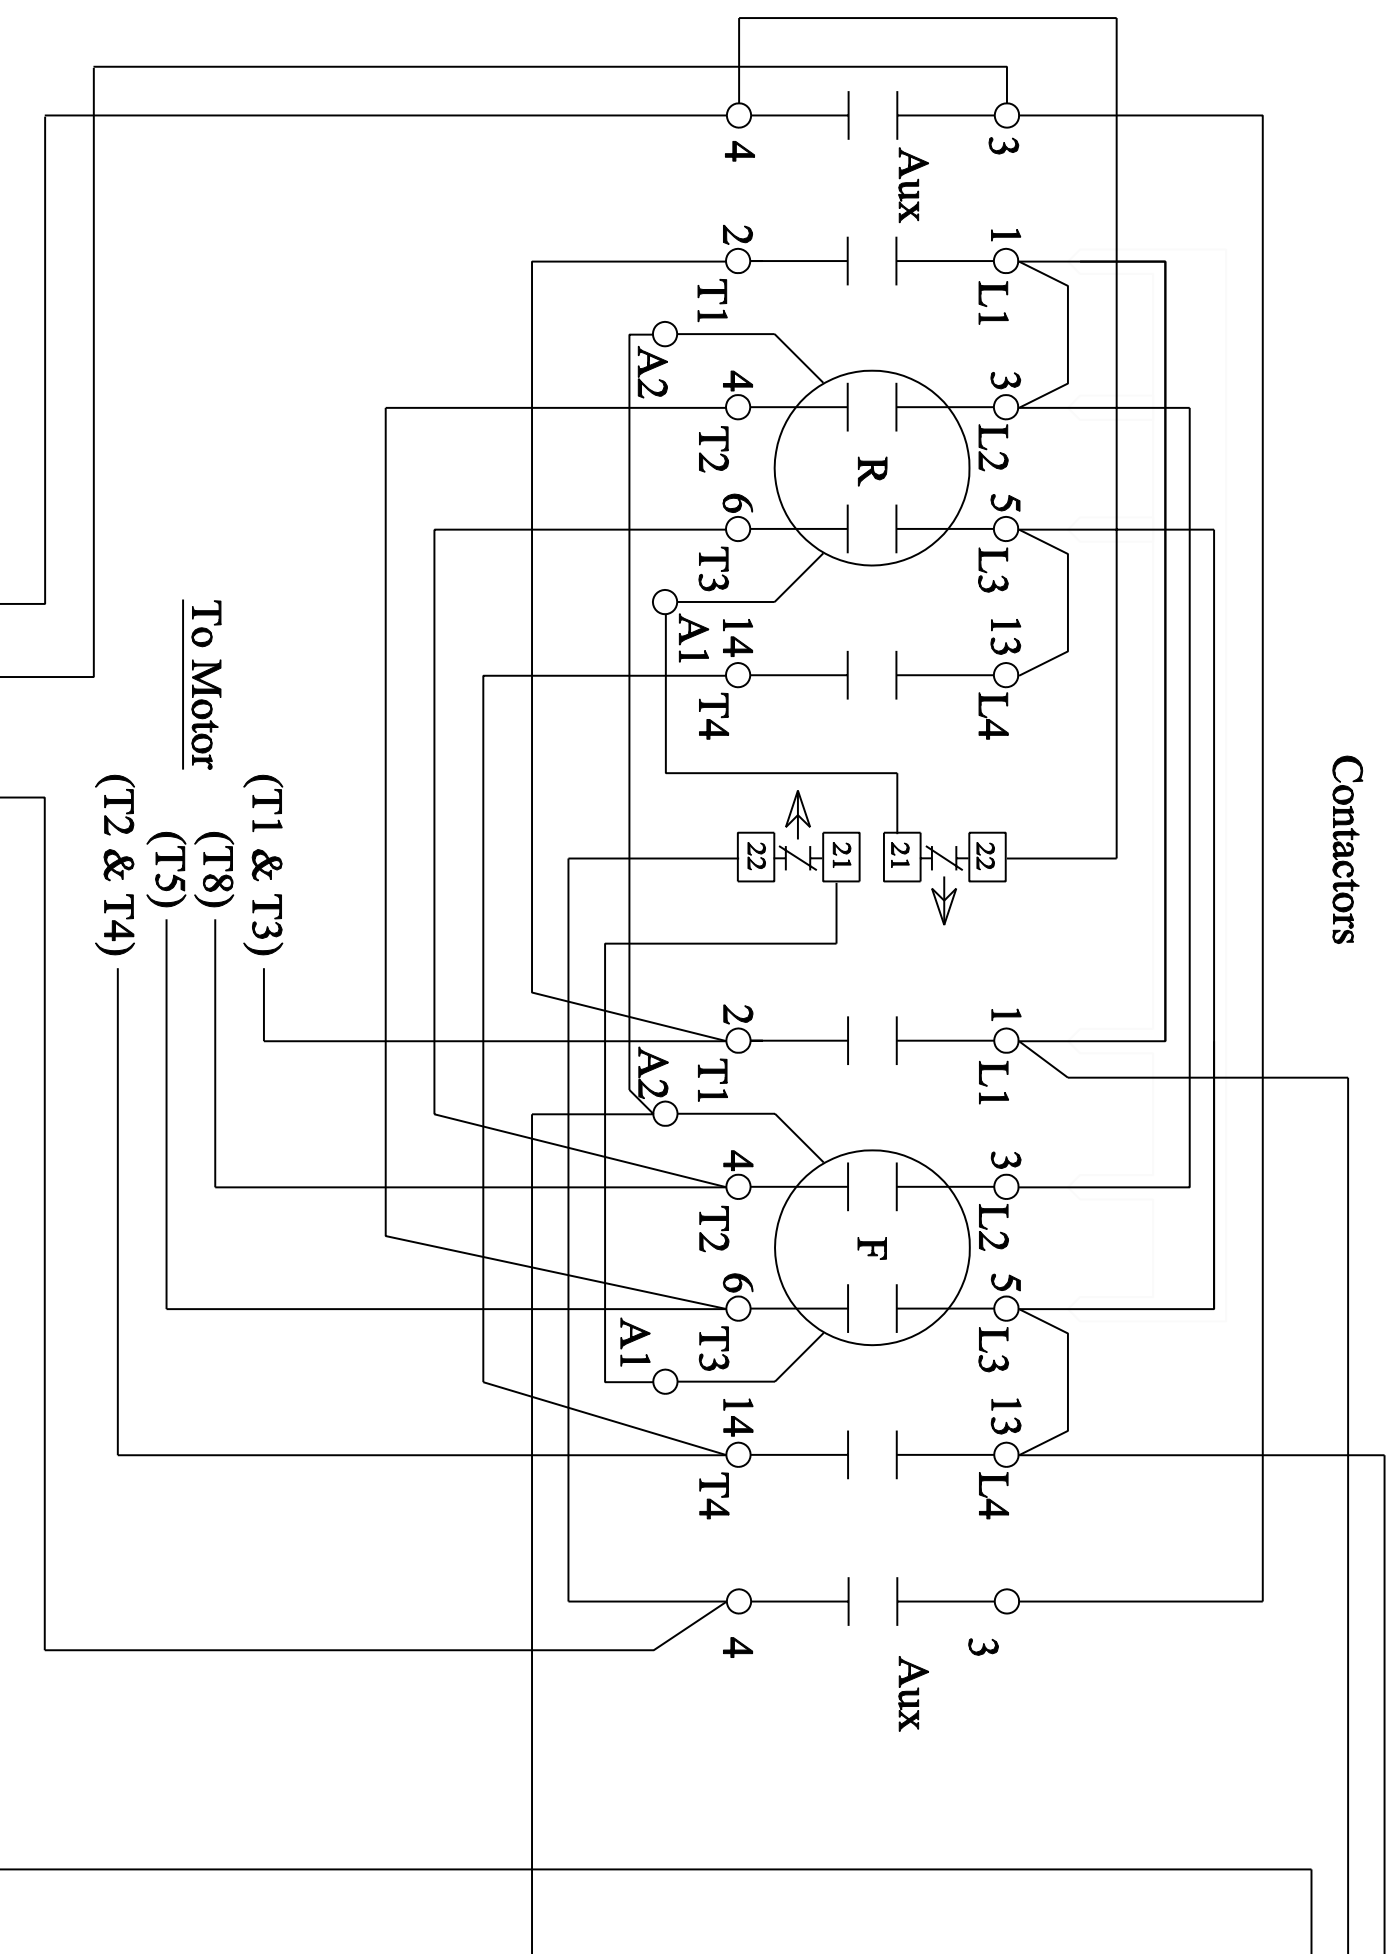 Contactors
3 1 3 5 13 1 3 5 13 3
L1 L2 L3 L4 L1 L2 L3 L4
22
Aux Aux
21
R F
21
22
4 2 4 6 14 2 4 6 14 4
T1 T2 T3 T4 T1 T2 T3 T4
A2 A1 A2 A1
(T1 & T3)
To Motor (T8)
(T5)
(T2 & T4)